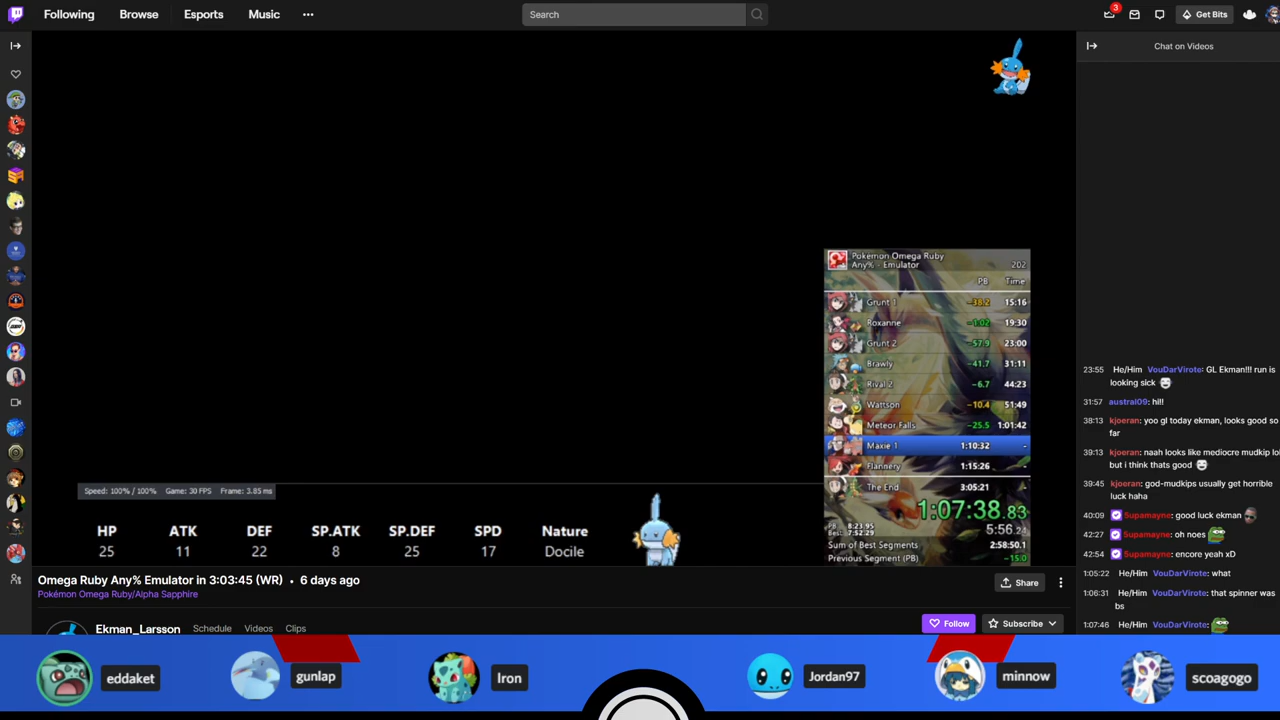 Following Browse Esports Music Search 3 Get Bits
Chat on Videos
Pokemon Omega Ruby
Any% - Emulator 202
PB Time
Grunt 1 -38.2 15:16
Roxanne -1:02 19:30
Grunt 2 -57.9 23:00
Brawly -41.7 31:11
Rival 2 -6.7 44:23
Wattson -10.4 51:49
Meteor Falls -25.5 1:01:42
Maxie 1 1:10:32 -
Flannery 1:15:26 -
The End 3:05:21 -
1:07:38.83
PB: 8:23.95
Best: 7:52.29 5:56.24
Sum of Best Segments 2:58:50.1
Previous Segment (PB) -15.0
Speed: 100% / 100% Game: 30 FPS Frame: 3.85 ms
HP ATK DEF SP.ATK SP.DEF SPD Nature
25 11 22 8 25 17 Docile
23:55 He/Him VouDarVirote: GL Ekman!!! run is
looking sick
31:57 austral09: hi!!
38:13 kjoeran: yoo gl today ekman, looks good so
far
39:13 kjoeran: naah looks like mediocre mudkip lo
but i think thats good
39:45 kjoeran: god-mudkips usually get horrible
luck haha
40:09 Supamayne: good luck ekman
42:27 Supamayne: oh noes
42:54 Supamayne: encore yeah xD
1:05:22 He/Him VouDarVirote: what
1:06:31 He/Him VouDarVirote: that spinner was
bs
1:07:46 He/Him VouDarVirote:
Omega Ruby Any% Emulator in 3:03:45 (WR) • 6 days ago
Share
Pokémon Omega Ruby/Alpha Sapphire
Ekman_Larsson Schedule Videos Clips
Follow Subscribe
eddaket gunlap Iron Jordan97 minnow scoagogo